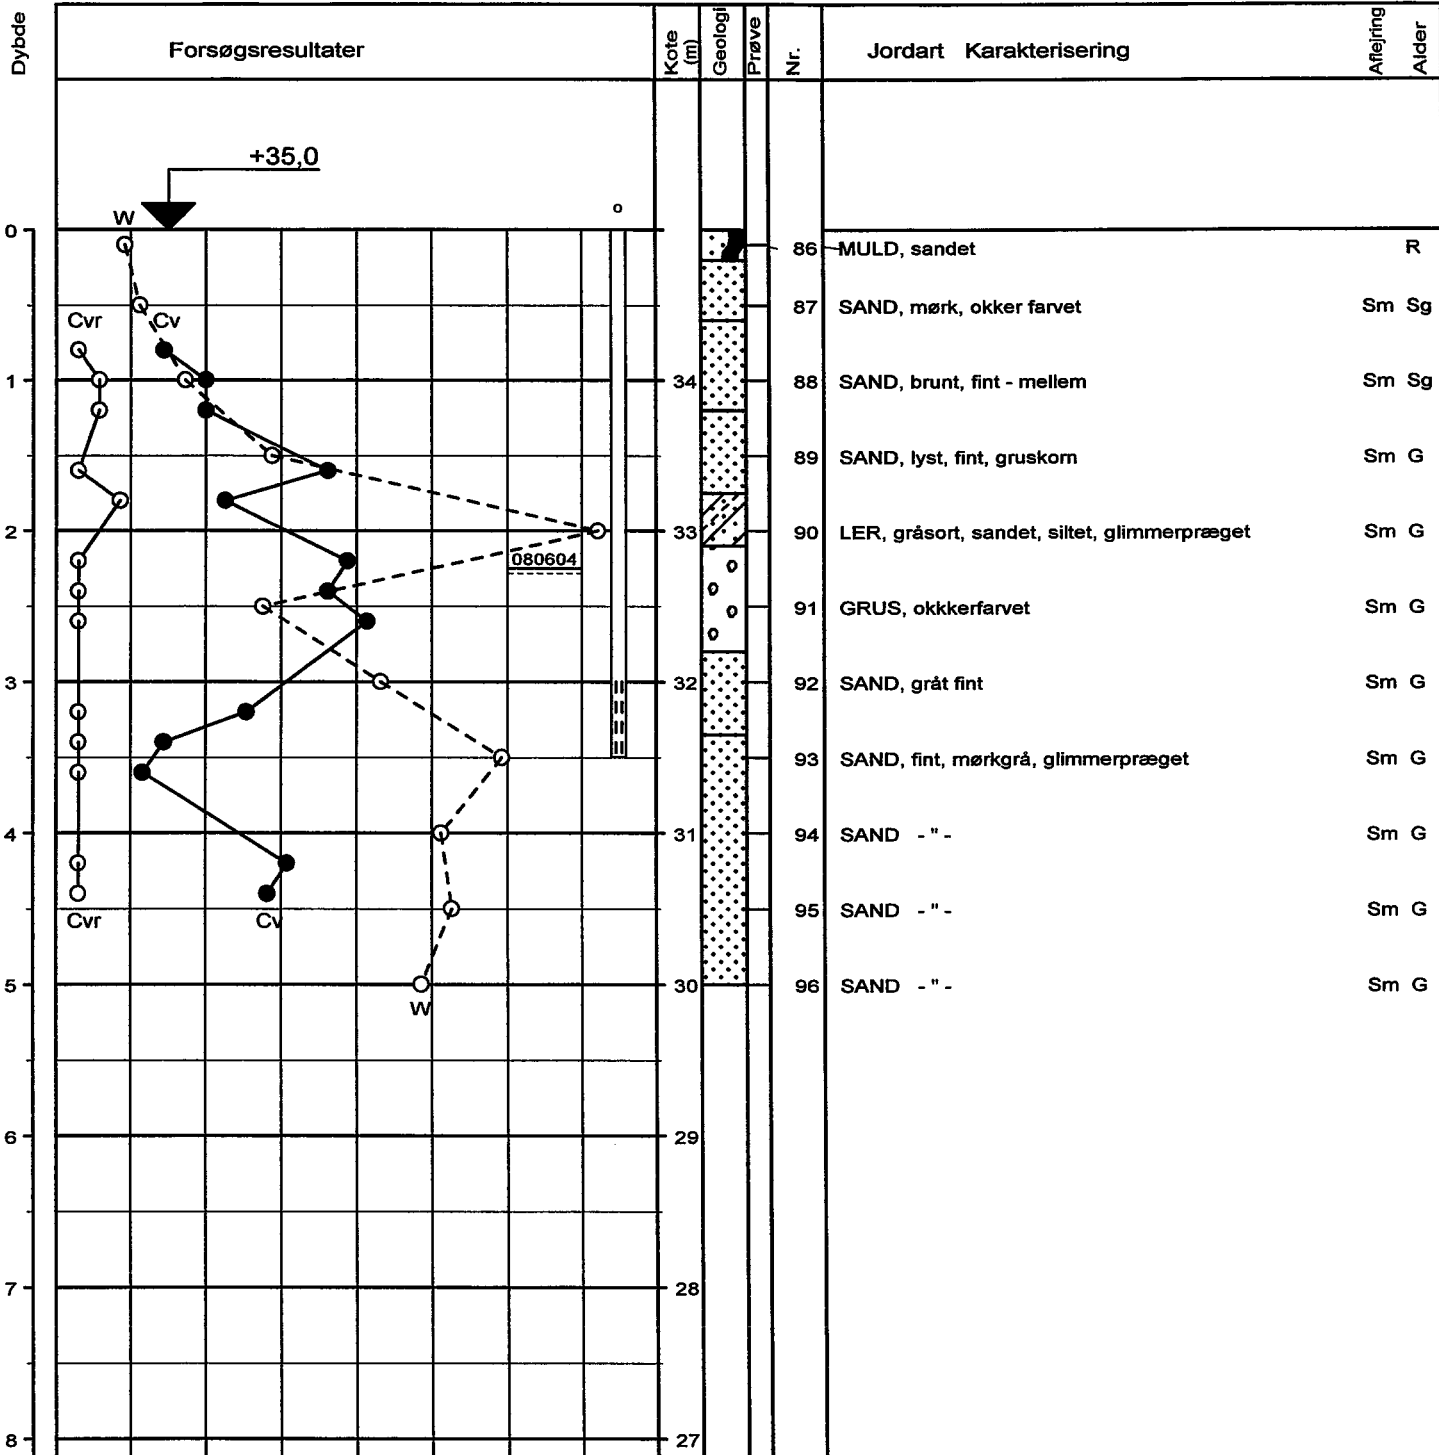 Dybde
Forsøgsresultater
Kote (m)
Geologi
Prøve
Nr.
Jordart Karakterisering
Aflejring
Alder
+35,0
W
o
0
86 MULD, sandet R
87 SAND, mørk, okker farvet Sm Sg
Cvr Cv
1 34 88 SAND, brunt, fint - mellem Sm Sg
89 SAND, lyst, fint, gruskorn Sm G
2 33 90 LER, gråsort, sandet, siltet, glimmerpræget Sm G
080604
91 GRUS, okkkerfarvet Sm G
3 32 92 SAND, gråt fint Sm G
93 SAND, fint, mørkgrå, glimmerpræget Sm G
4 31 94 SAND - " - Sm G
95 SAND - " - Sm G
Cvr Cv
5 30 96 SAND - " - Sm G
W
6 29
7 28
8 27